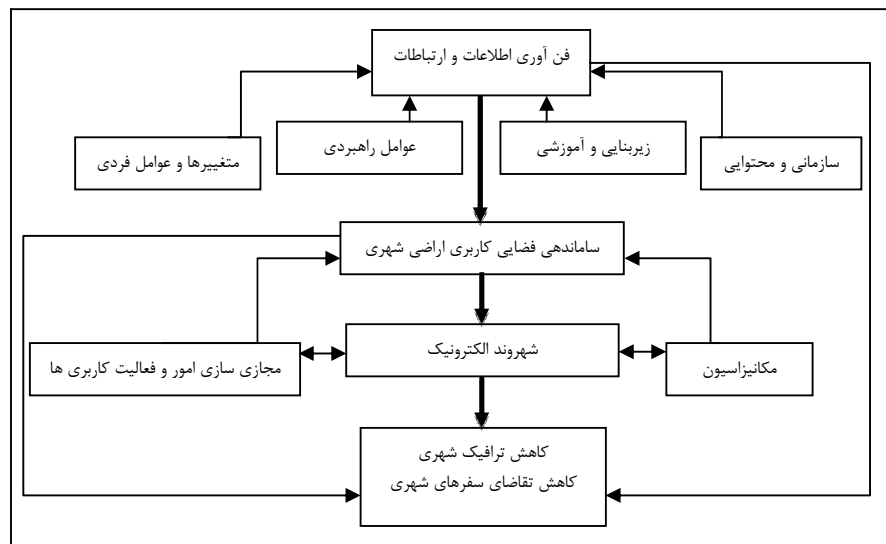 فن آوری اطلاعات و ارتباطات
سازمانی و محتوایی
زیربنایی و آموزشی
عوامل راهبردی
متغییرها و عوامل فردی
ساماندهی فضایی کاربری اراضی شهری
مکانیزاسیون
شهروند الکترونیک
مجازی سازی امور و فعالیت کاربری ها
کاهش ترافیک شهری
کاهش تقاضای سفرهای شهری